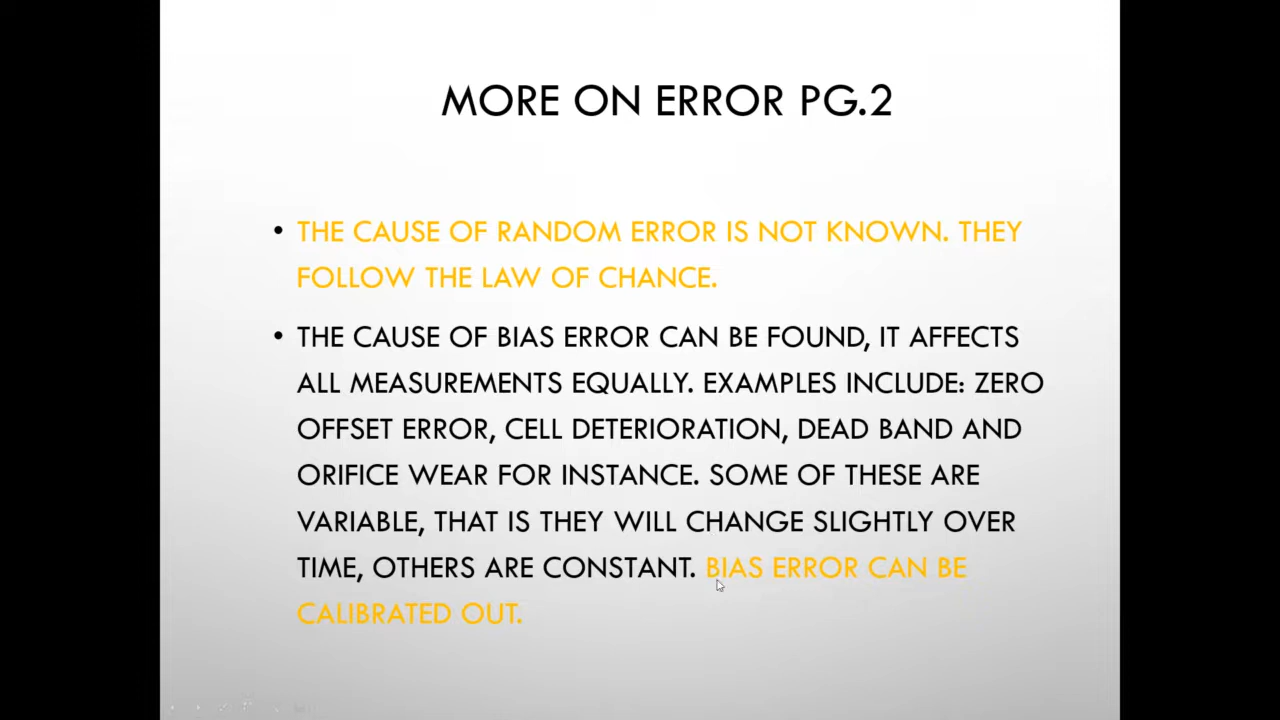 MORE ON ERROR PG.2
• THE CAUSE OF RANDOM ERROR IS NOT KNOWN. THEY
FOLLOW THE LAW OF CHANCE.
• THE CAUSE OF BIAS ERROR CAN BE FOUND, IT AFFECTS
ALL MEASUREMENTS EQUALLY. EXAMPLES INCLUDE: ZERO
OFFSET ERROR, CELL DETERIORATION, DEAD BAND AND
ORIFICE WEAR FOR INSTANCE. SOME OF THESE ARE
VARIABLE, THAT IS THEY WILL CHANGE SLIGHTLY OVER
TIME, OTHERS ARE CONSTANT. BIAS ERROR CAN BE
CALIBRATED OUT.